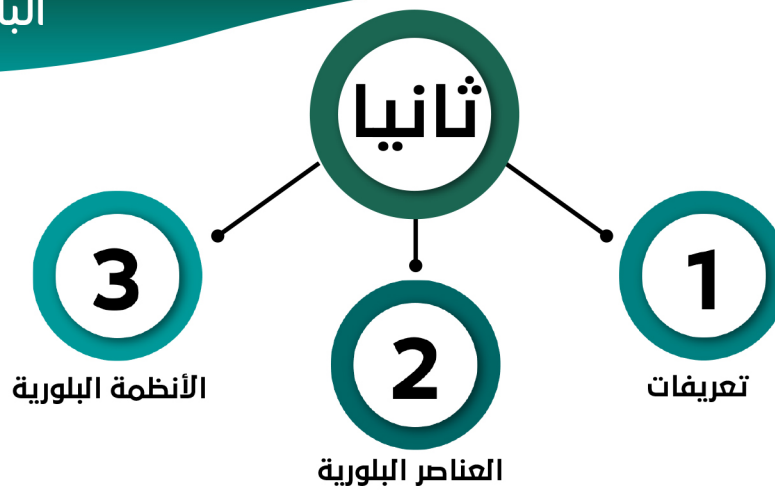 ثانيا
1
تعريفات
2
العناصر البلورية
3
الأنظمة البلورية